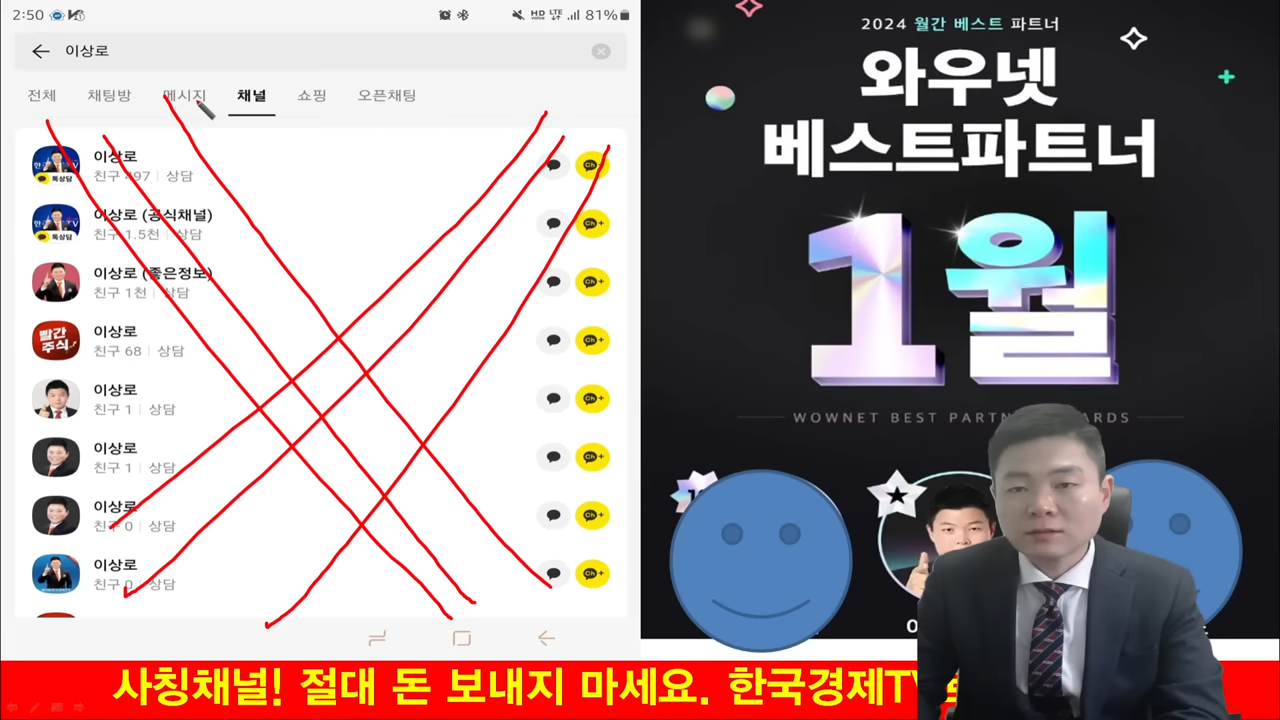 2:50
HD VOICE LTE 81%
이상로
전체 채팅방 메시지 채널 쇼핑 오픈채팅
이상로
친구 497 | 상담
이상로 (공식채널)
친구 1.5천 | 상담
이상로 (좋은정보)
친구 1천 | 상담
빨간
주식
이상로
친구 68 | 상담
이상로
친구 1 | 상담
이상로
친구 1 | 상담
이상로
친구 0 | 상담
이상로
친구 0 | 상담
2024 월간 베스트 파트너
와우넷
베스트파트너
1월
WOWNET BEST
사칭채널! 절대 돈 보내지 마세요. 한국경제TV